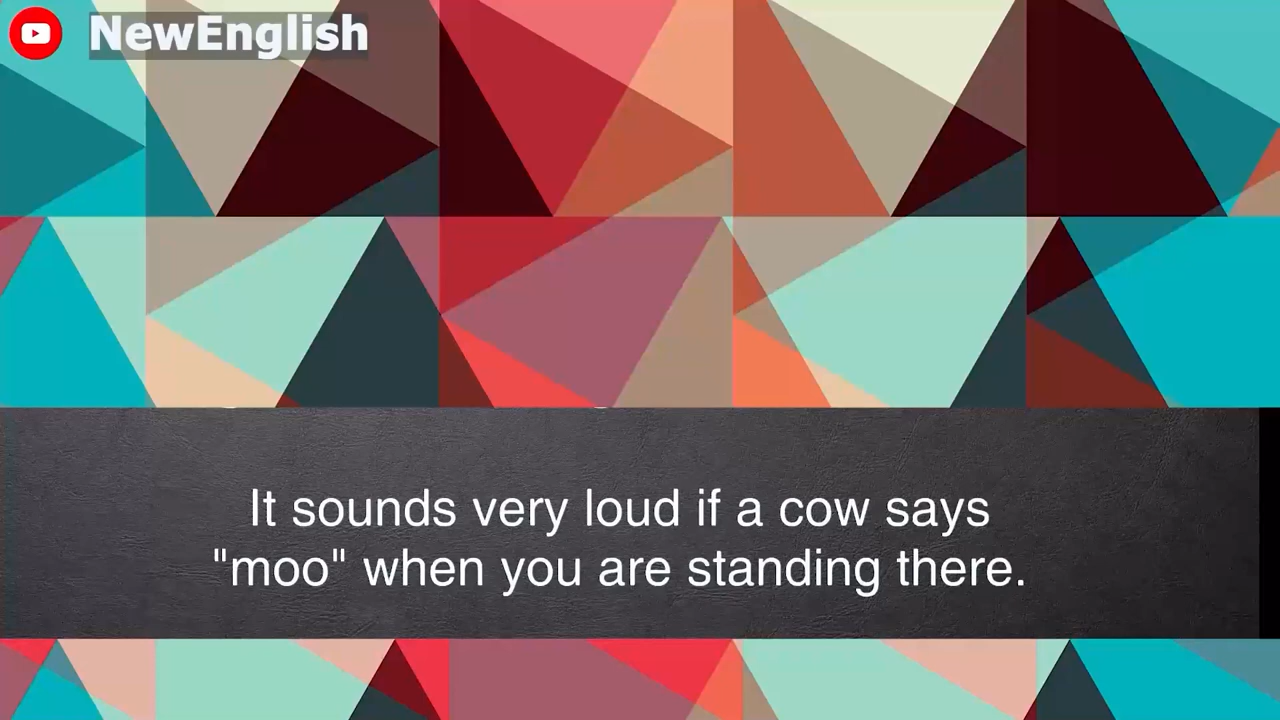 NewEnglish
It sounds very loud if a cow says
"moo" when you are standing there.